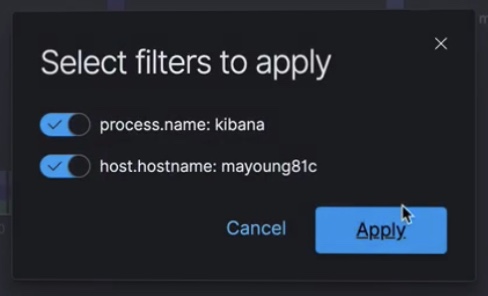 Select filters to apply
process.name: kibana
host.hostname: mayoung81c
Cancel
Apply